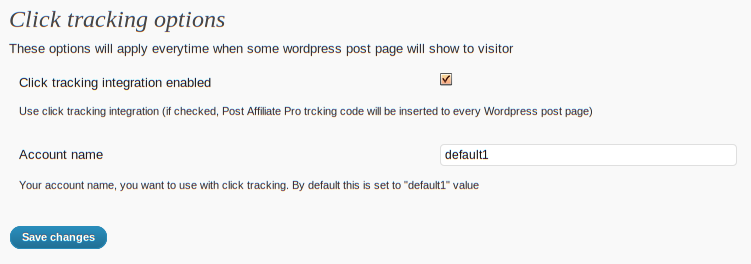 Click tracking options
These options will apply everytime when some wordpress post page will show to visitor
Click tracking integration enabled
Use click tracking integration (if checked, Post Affiliate Pro trcking code will be inserted to every Wordpress post page)
Account name default1
Your account name, you want to use with click tracking. By default this is set to "default1" value
Save changes